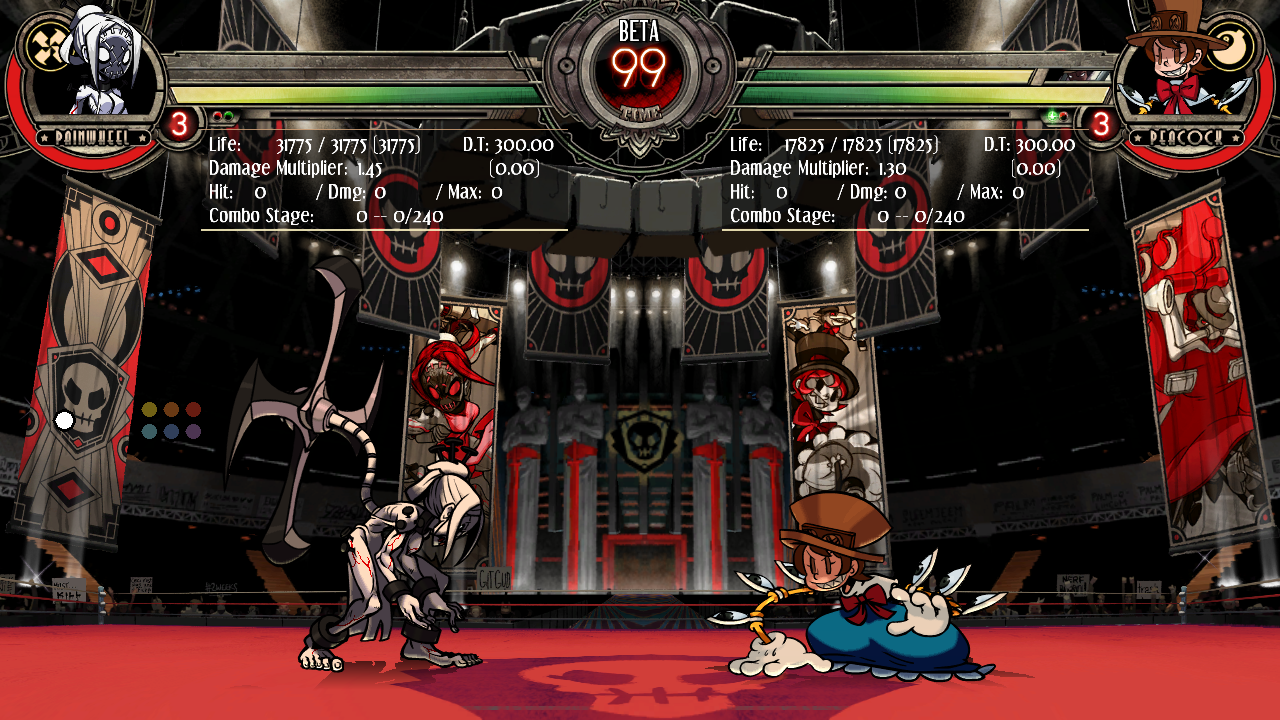 BETA
99
TIME
PAINWHEEL
3
PEACOCK
3
Life: 31775 / 31775 (31775) D.T: 300.00
Damage Multiplier: 1.45 (0.00)
Hit: 0 / Dmg: 0 / Max: 0
Combo Stage: 0 -- 0/240
Life: 17825 / 17825 (17825) D.T: 300.00
Damage Multiplier: 1.30 (0.00)
Hit: 0 / Dmg: 0 / Max: 0
Combo Stage: 0 -- 0/240
GIT GUD